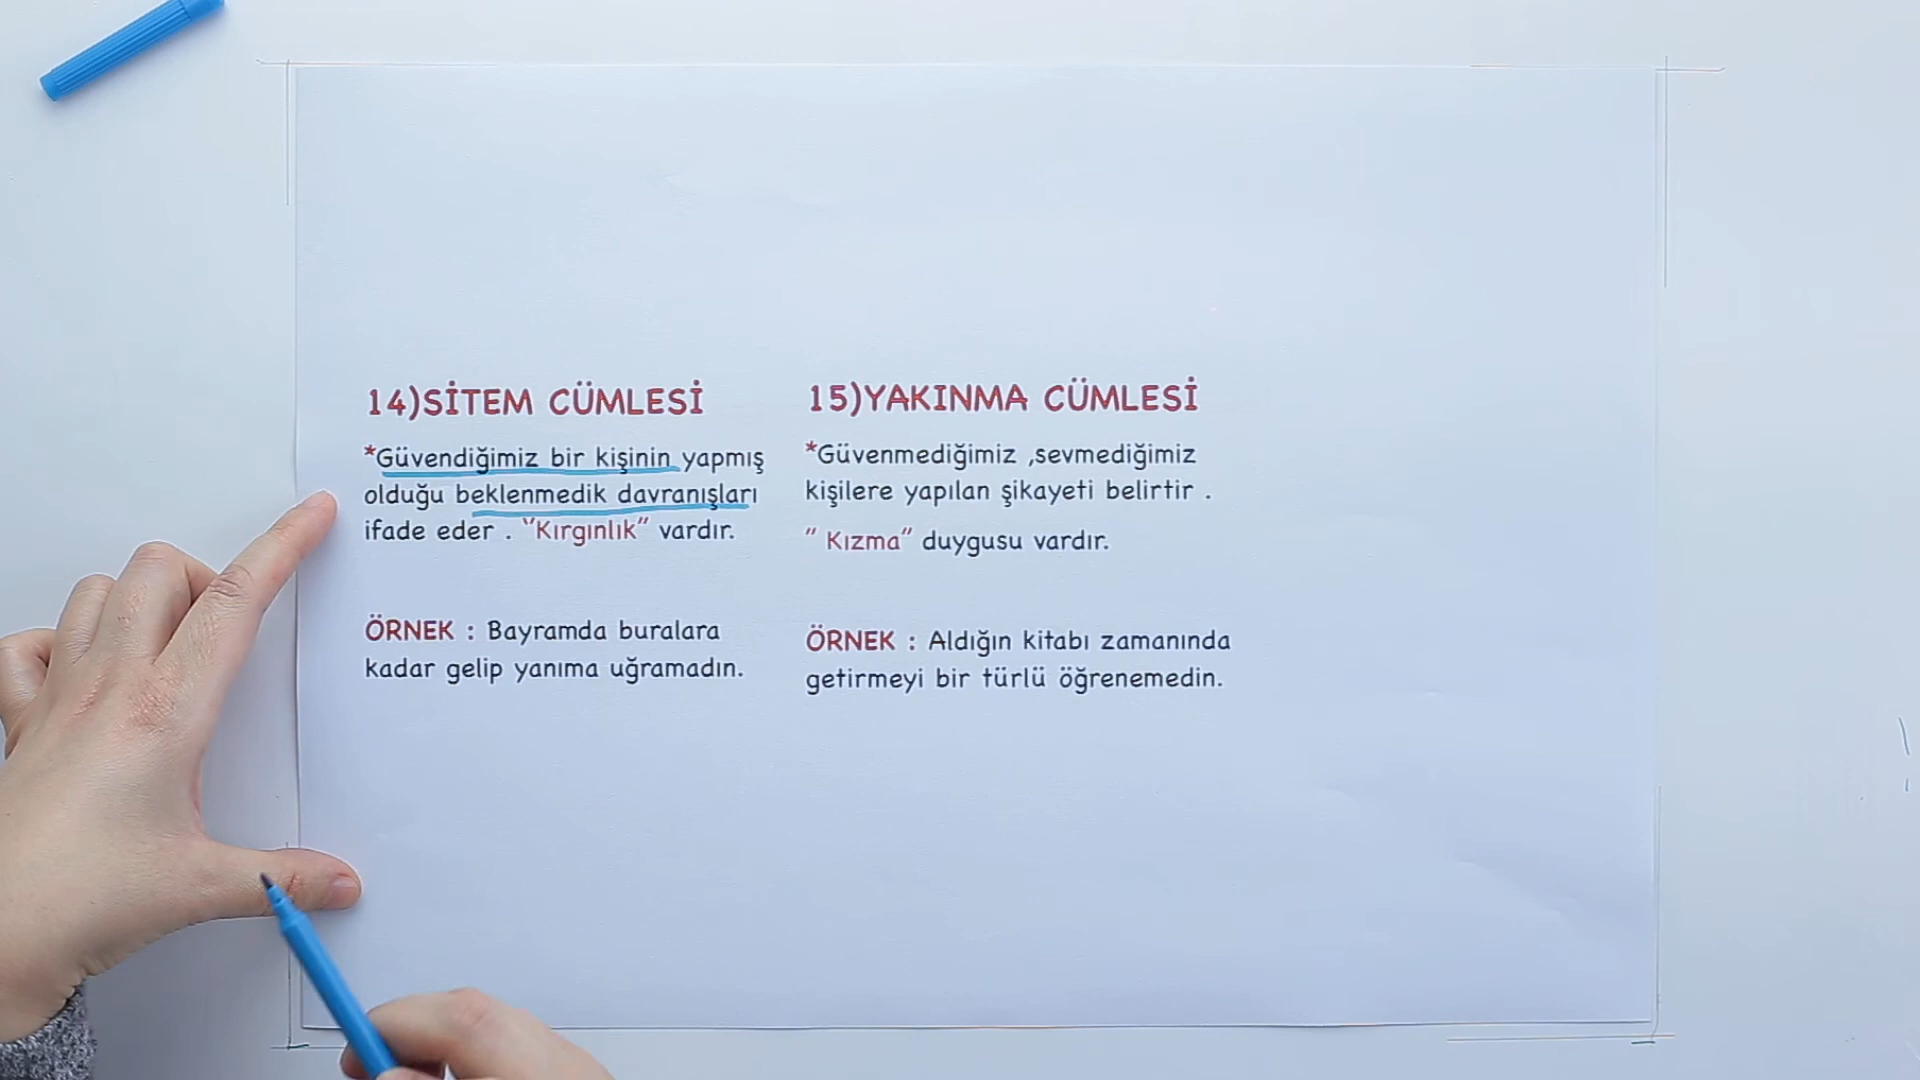 14)SİTEM CÜMLESİ
*Güvendiğimiz bir kişinin yapmış
olduğu beklenmedik davranışları
ifade eder . "Kırgınlık" vardır.
ÖRNEK : Bayramda buralara
kadar gelip yanıma uğramadın.
15)YAKINMA CÜMLESİ
*Güvenmediğimiz ,sevmediğimiz
kişilere yapılan şikayeti belirtir .
" Kızma" duygusu vardır.
ÖRNEK : Aldığın kitabı zamanında
getirmeyi bir türlü öğrenemedin.